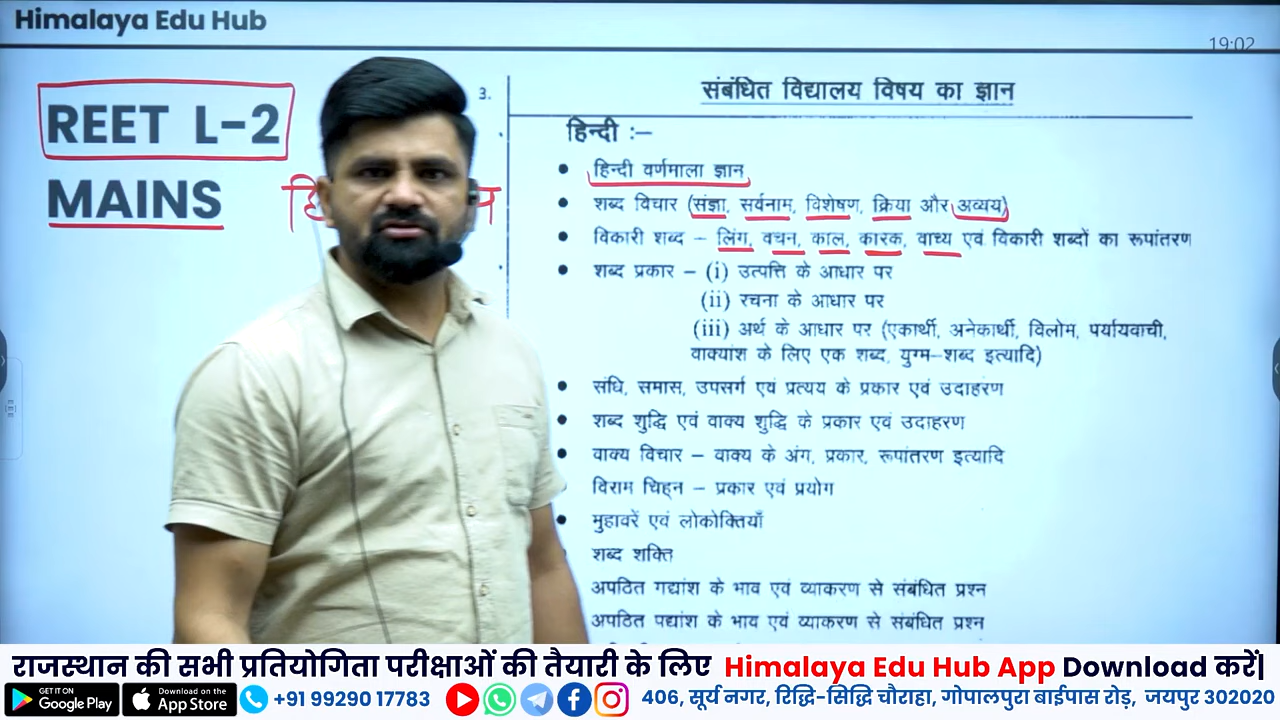 Himalaya Edu Hub
19:02
REET L-2
MAINS
3.
संबंधित विद्यालय विषय का ज्ञान
हिन्दी :–
• हिन्दी वर्णमाला ज्ञान
• शब्द विचार (संज्ञा, सर्वनाम, विशेषण, क्रिया और अव्यय)
• विकारी शब्द – लिंग, वचन, काल, कारक, वाच्य एवं विकारी शब्दों का रूपांतरण
• शब्द प्रकार – (i) उत्पत्ति के आधार पर
(ii) रचना के आधार पर
(iii) अर्थ के आधार पर (एकार्थी, अनेकार्थी, विलोम, पर्यायवाची,
वाक्यांश के लिए एक शब्द, युग्म–शब्द इत्यादि)
• संधि, समास, उपसर्ग एवं प्रत्यय के प्रकार एवं उदाहरण
• शब्द शुद्धि एवं वाक्य शुद्धि के प्रकार एवं उदाहरण
• वाक्य विचार – वाक्य के अंग, प्रकार, रूपांतरण इत्यादि
विराम चिह्न – प्रकार एवं प्रयोग
• मुहावरें एवं लोकोक्तियाँ
शब्द शक्ति
अपठित गद्यांश के भाव एवं व्याकरण से संबंधित प्रश्न
अपठित पद्यांश के भाव एवं व्याकरण से संबंधित प्रश्न
राजस्थान की सभी प्रतियोगिता परीक्षाओं की तैयारी के लिए Himalaya Edu Hub App Download करें|
GET IT ON Google Play Download on the App Store +91 99290 17783 406, सूर्य नगर, रिद्धि-सिद्धि चौराहा, गोपालपुरा बाईपास रोड़, जयपुर 302020